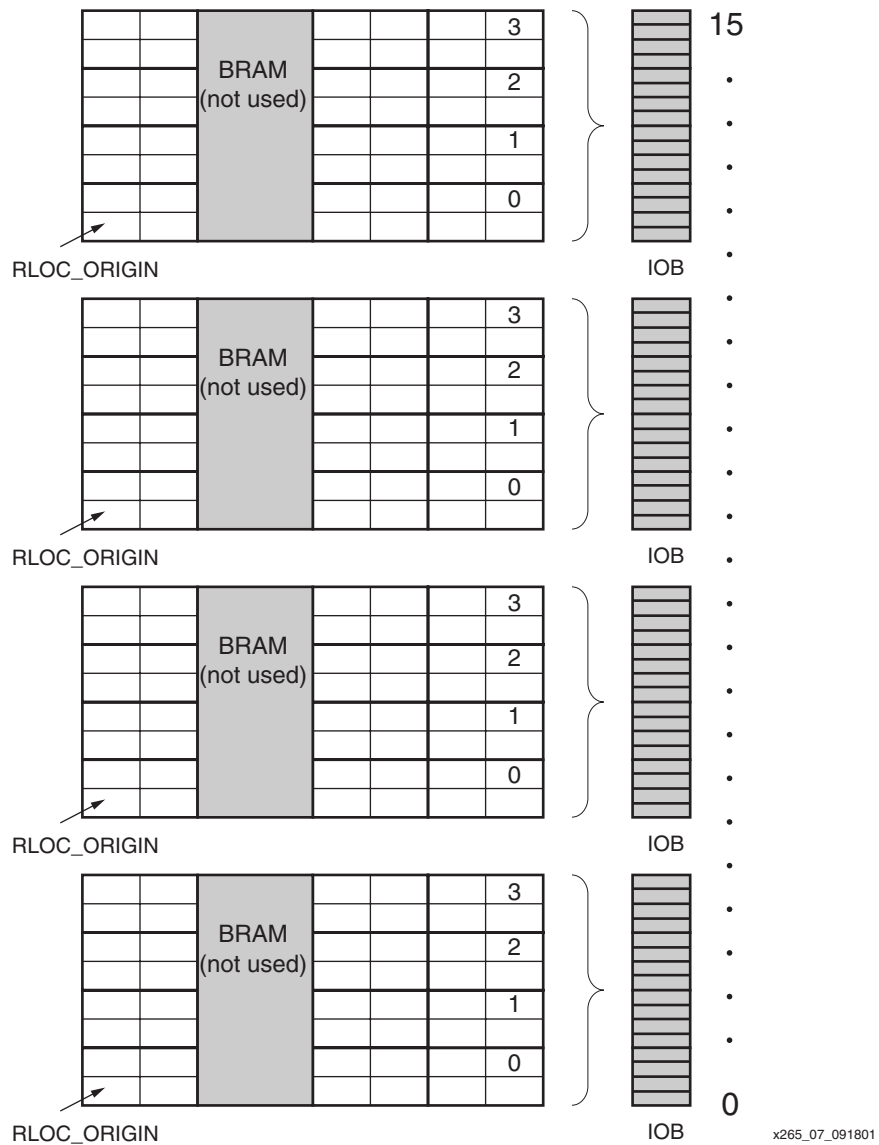 3
15
BRAM
(not used)
2
1
0
RLOC_ORIGIN
IOB
3
BRAM
(not used)
2
1
0
RLOC_ORIGIN
IOB
3
BRAM
(not used)
2
1
0
RLOC_ORIGIN
IOB
3
BRAM
(not used)
2
1
0
0
RLOC_ORIGIN
IOB
x265_07_091801